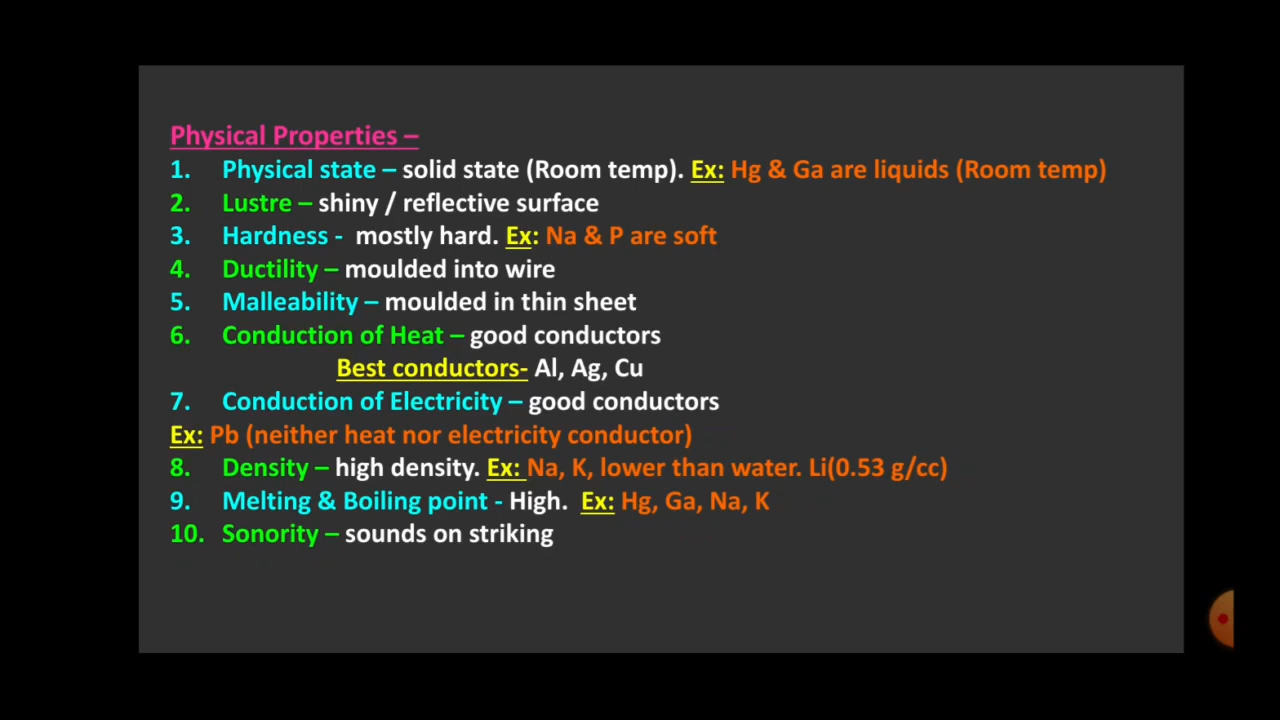 Physical Properties –
1. Physical state – solid state (Room temp). Ex: Hg & Ga are liquids (Room temp)
2. Lustre – shiny / reflective surface
3. Hardness - mostly hard. Ex: Na & P are soft
4. Ductility – moulded into wire
5. Malleability – moulded in thin sheet
6. Conduction of Heat – good conductors
Best conductors- Al, Ag, Cu
7. Conduction of Electricity – good conductors
Ex: Pb (neither heat nor electricity conductor)
8. Density – high density. Ex: Na, K, lower than water. Li(0.53 g/cc)
9. Melting & Boiling point - High. Ex: Hg, Ga, Na, K
10. Sonority – sounds on striking